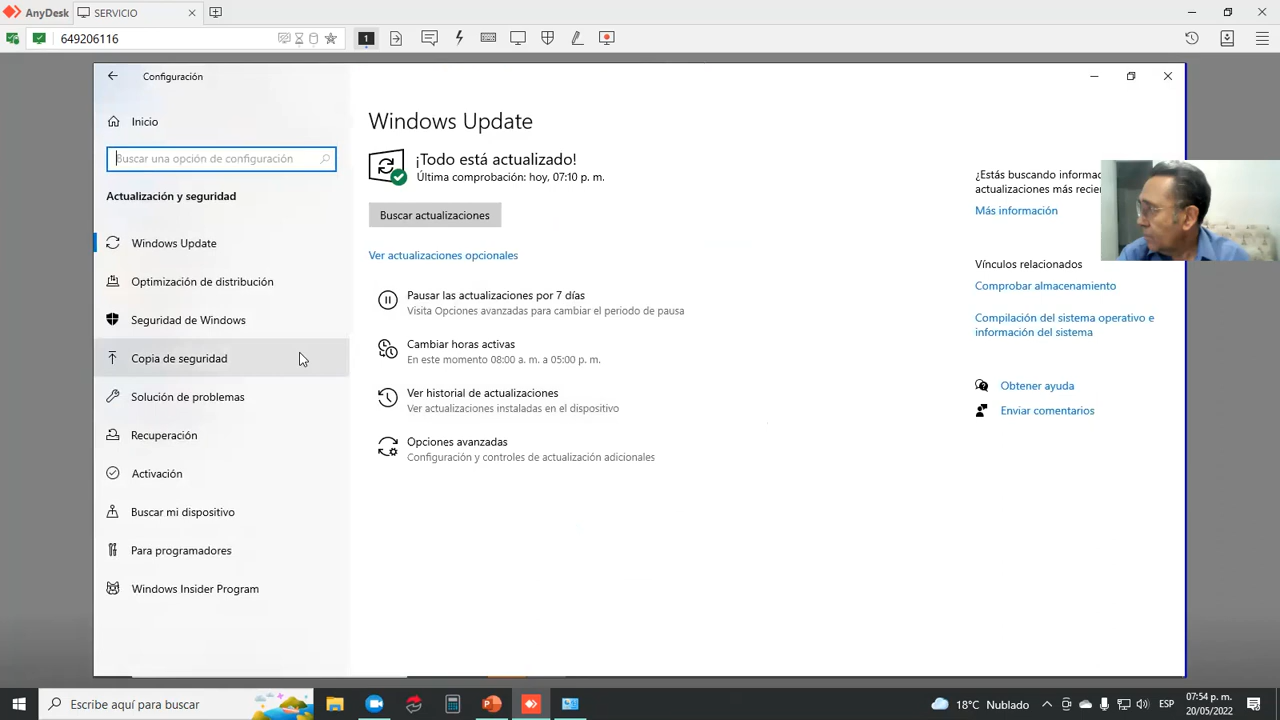 AnyDesk
SERVICIO
649206116
1
Configuración
Inicio
Buscar una opción de configuración
Actualización y seguridad
Windows Update
Optimización de distribución
Seguridad de Windows
Copia de seguridad
Solución de problemas
Recuperación
Activación
Buscar mi dispositivo
Para programadores
Windows Insider Program
Windows Update
¡Todo está actualizado!
Última comprobación: hoy, 07:10 p. m.
Buscar actualizaciones
Ver actualizaciones opcionales
Pausar las actualizaciones por 7 días
Visita Opciones avanzadas para cambiar el periodo de pausa
Cambiar horas activas
En este momento 08:00 a. m. a 05:00 p. m.
Ver historial de actualizaciones
Ver actualizaciones instaladas en el dispositivo
Opciones avanzadas
Configuración y controles de actualización adicionales
¿Estás buscando informac
actualizaciones más recien
Más información
Vínculos relacionados
Comprobar almacenamiento
Compilación del sistema operativo e
información del sistema
Obtener ayuda
Enviar comentarios
Escribe aquí para buscar
18°C Nublado
ESP
07:54 p. m.
20/05/2022